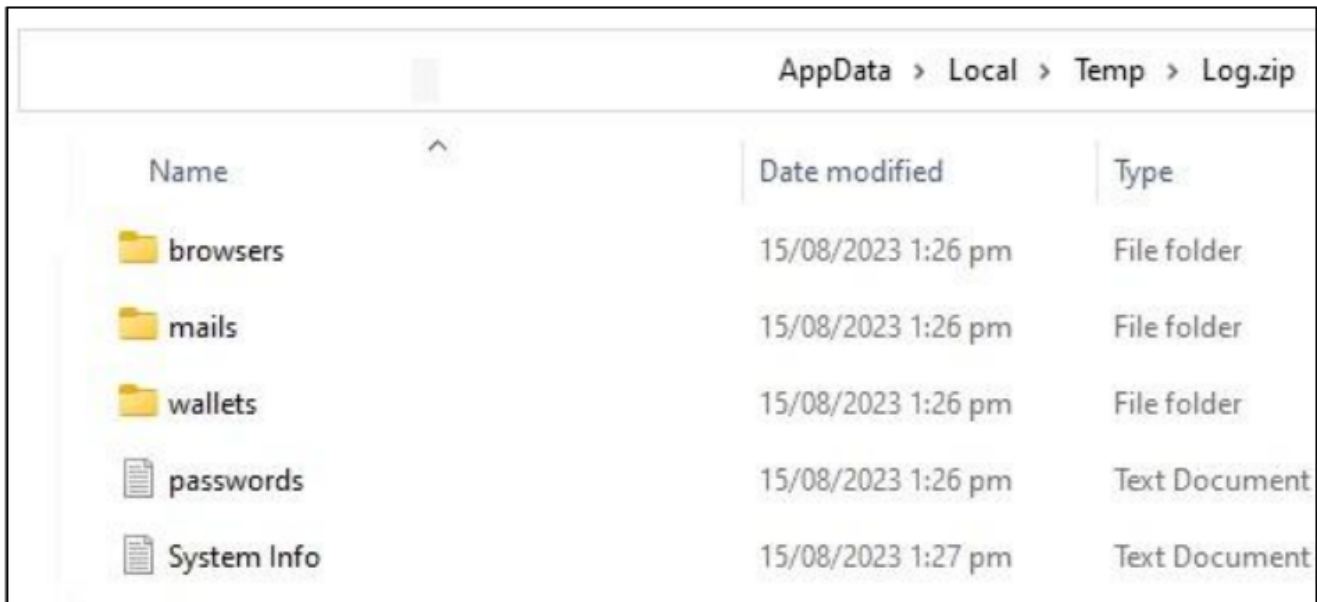 AppData > Local > Temp > Log.zip
Name Date modified Type
browsers 15/08/2023 1:26 pm File folder
mails 15/08/2023 1:26 pm File folder
wallets 15/08/2023 1:26 pm File folder
passwords 15/08/2023 1:26 pm Text Document
System Info 15/08/2023 1:27 pm Text Document